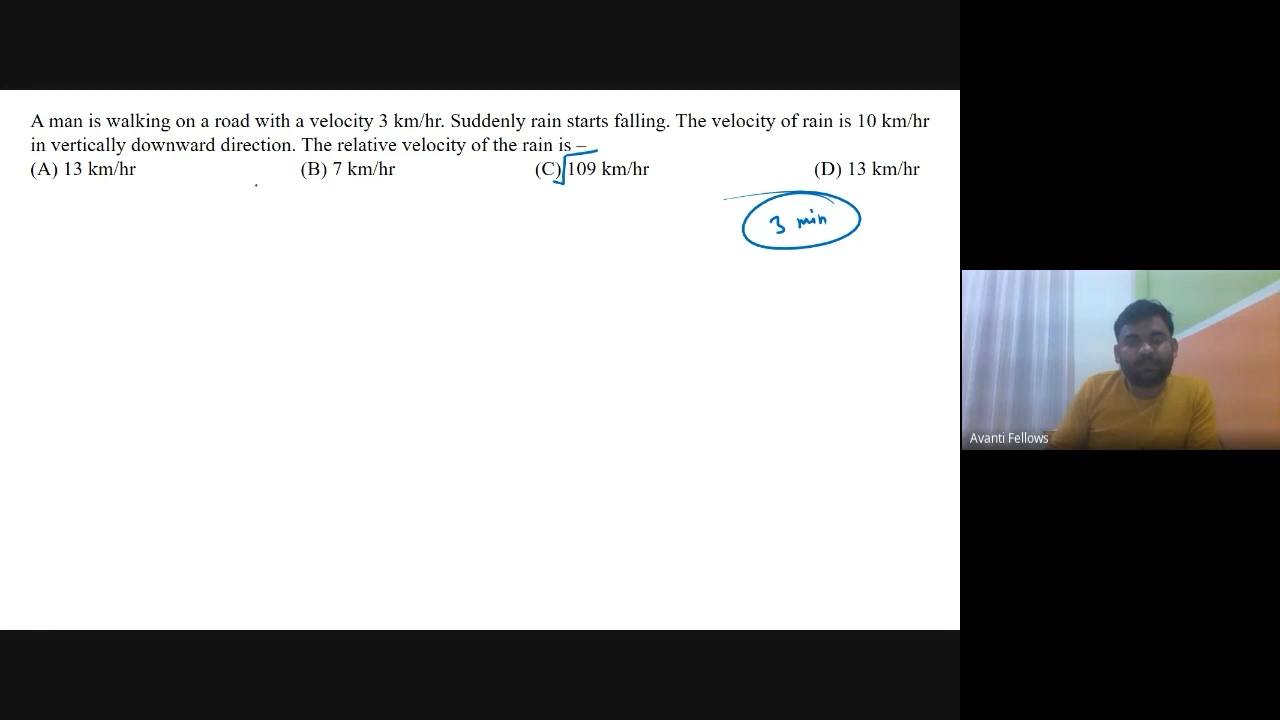 A man is walking on a road with a velocity 3 km/hr. Suddenly rain starts falling. The velocity of rain is 10 km/hr
in vertically downward direction. The relative velocity of the rain is –
(A) 13 km/hr (B) 7 km/hr (C) √109 km/hr (D) 13 km/hr
3 min
Avanti Fellows